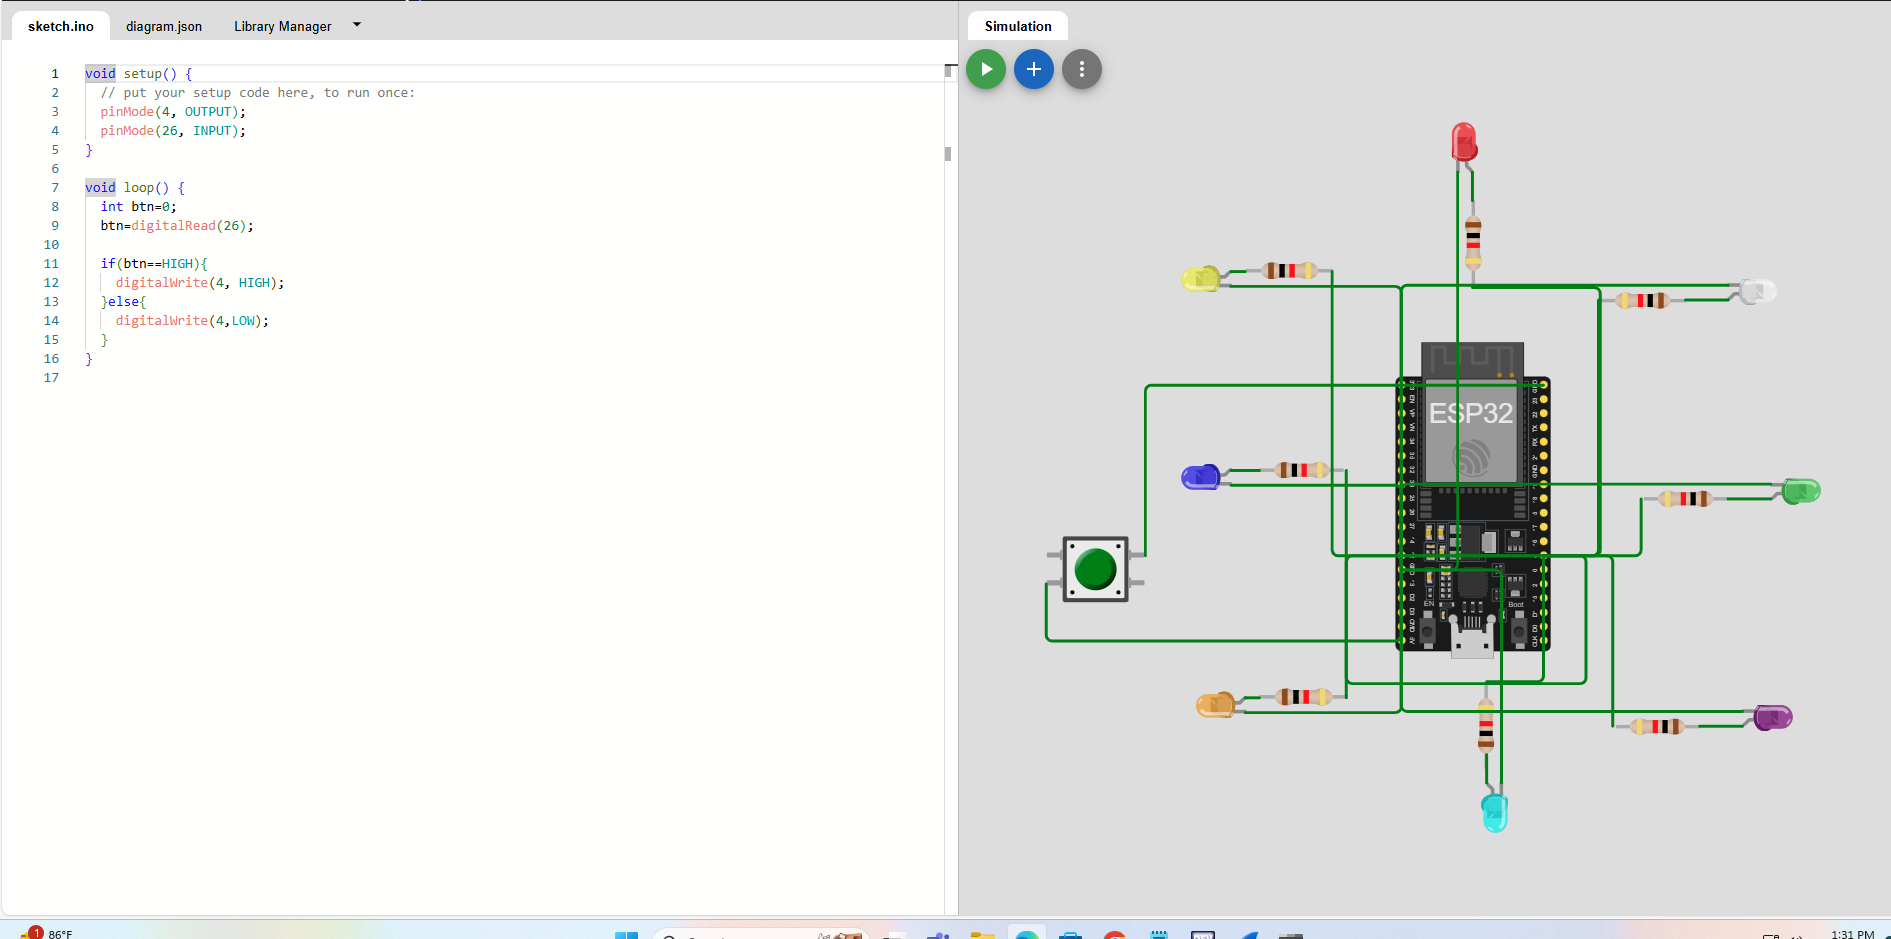 sketch.ino diagram.json Library Manager
Simulation
1 void setup() {
2 // put your setup code here, to run once:
3 pinMode(4, OUTPUT);
4 pinMode(26, INPUT);
5 }
6
7 void loop() {
8 int btn=0;
9 btn=digitalRead(26);
10
11 if(btn==HIGH){
12 digitalWrite(4, HIGH);
13 }else{
14 digitalWrite(4,LOW);
15 }
16 }
17
ESP32
EN
Boot
1 86°F
1:31 PM